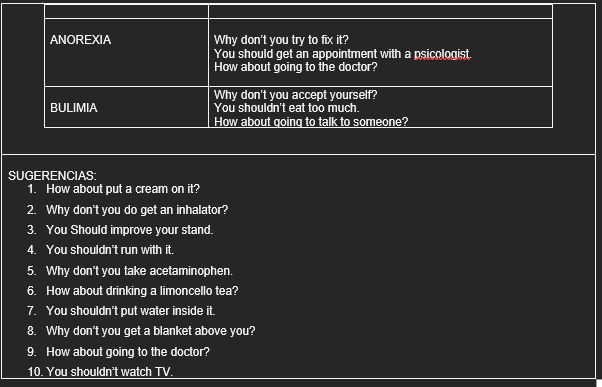 ANOREXIA
Why don't you try to fix it?
You should get an appointment with a psicologist.
How about going to the doctor?
BULIMIA
Why don't you accept yourself?
You shouldn't eat too much.
How about going to talk to someone?
SUGERENCIAS:
1. How about put a cream on it?
2. Why don't you do get an inhalator?
3. You Should improve your stand.
4. You shouldn't run with it.
5. Why don't you take acetaminophen.
6. How about drinking a limoncello tea?
7. You shouldn't put water inside it.
8. Why don't you get a blanket above you?
9. How about going to the doctor?
10. You shouldn't watch TV.